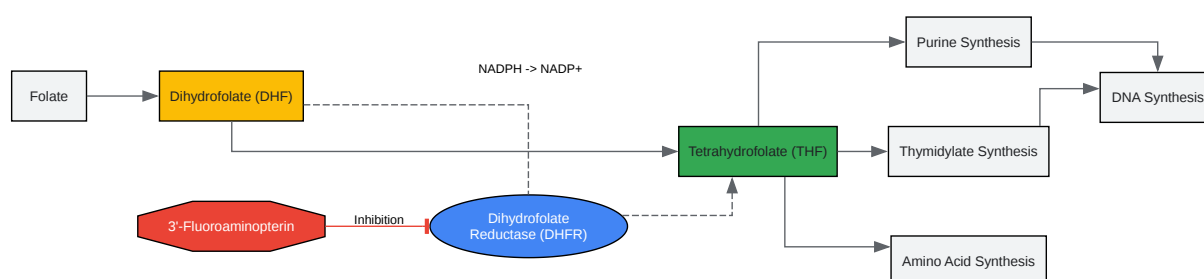 Purine Synthesis
NADPH -> NADP+
Folate
Dihydrofolate (DHF)
DNA Synthesis
Tetrahydrofolate (THF)
Thymidylate Synthesis
3'-Fluoroaminopterin
Inhibition
Dihydrofolate
Reductase (DHFR)
Amino Acid Synthesis